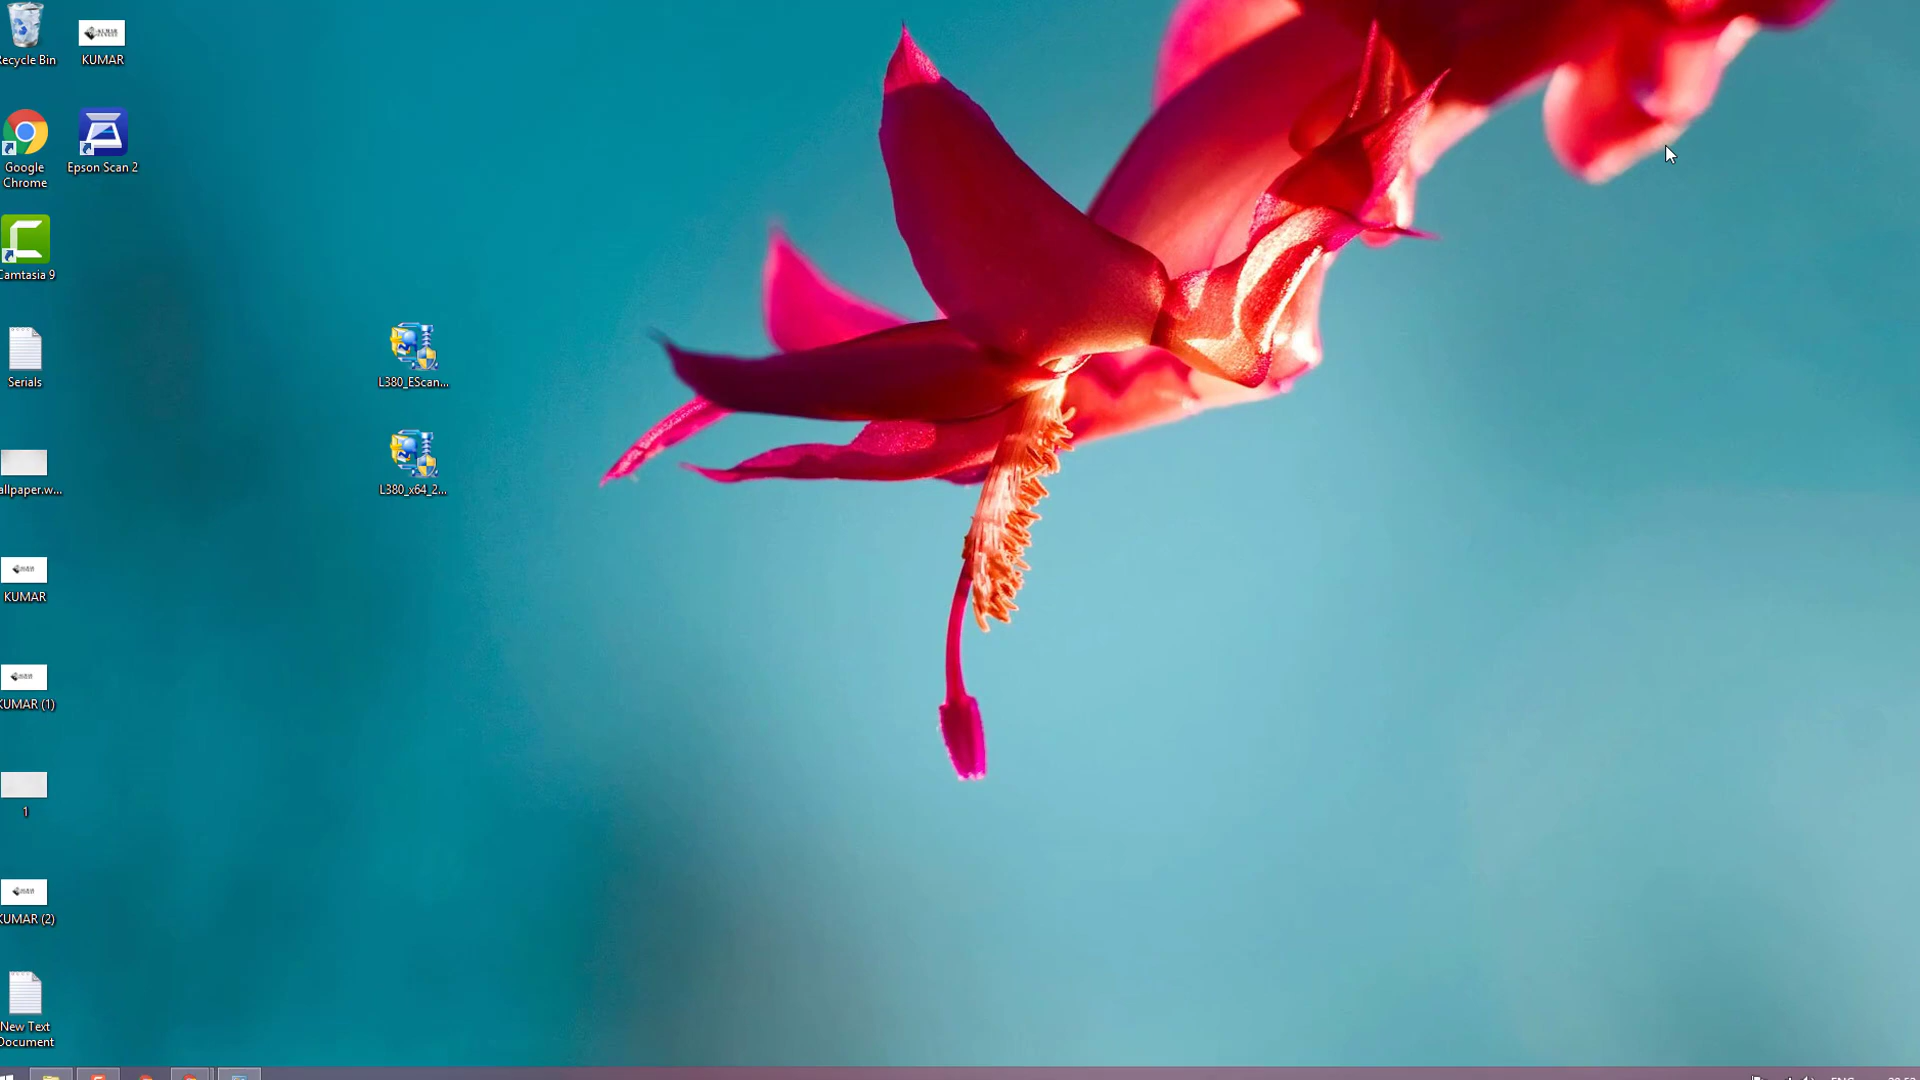 Recycle Bin
KUMAR
Google
Chrome
Epson Scan 2
Camtasia 9
Serials
L380_EScan...
L380_x64_2...
allpaper.w...
KUMAR
KUMAR (1)
1
KUMAR (2)
New Text
Document